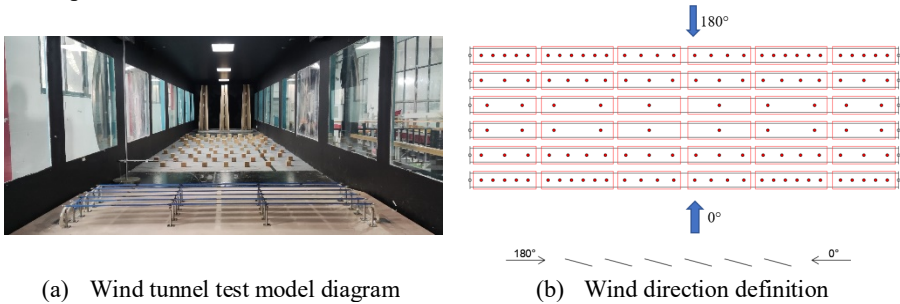 180°
0°
180°
0°
(a) Wind tunnel test model diagram
(b) Wind direction definition